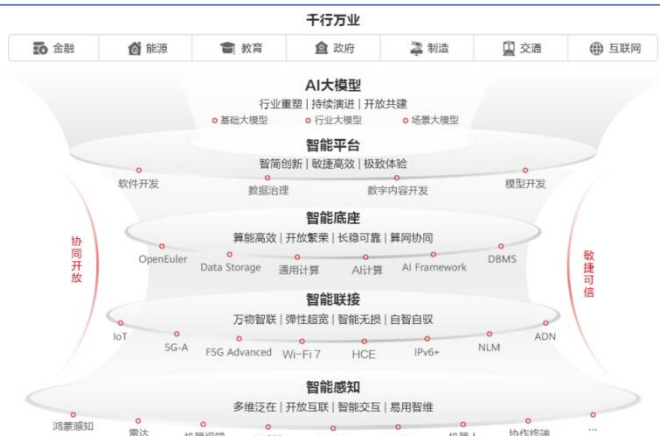 千行万业
金融 能源 教育 政府 制造 交通 互联网
AI大模型
行业重塑 | 持续演进 | 开放共建
基础大模型 行业大模型 场景大模型
智能平台
智简创新 | 敏捷高效 | 极致体验
软件开发 数据治理 数字内容开发 模型开发
智能底座
算能高效 | 开放繁荣 | 长稳可靠 | 算网协同
OpenEuler Data Storage 通用计算 AI计算 AI Framework DBMS
智能联接
万物智联 | 弹性超宽 | 智能无损 | 自智自驭
IoT 5G-A F5G Advanced Wi-Fi 7 HCE IPv6+ NLM ADN
智能感知
多维泛在 | 开放互联 | 智能交互 | 易用智维
鸿蒙感知 雷达 协作终端 ...
协同开放
敏捷可信